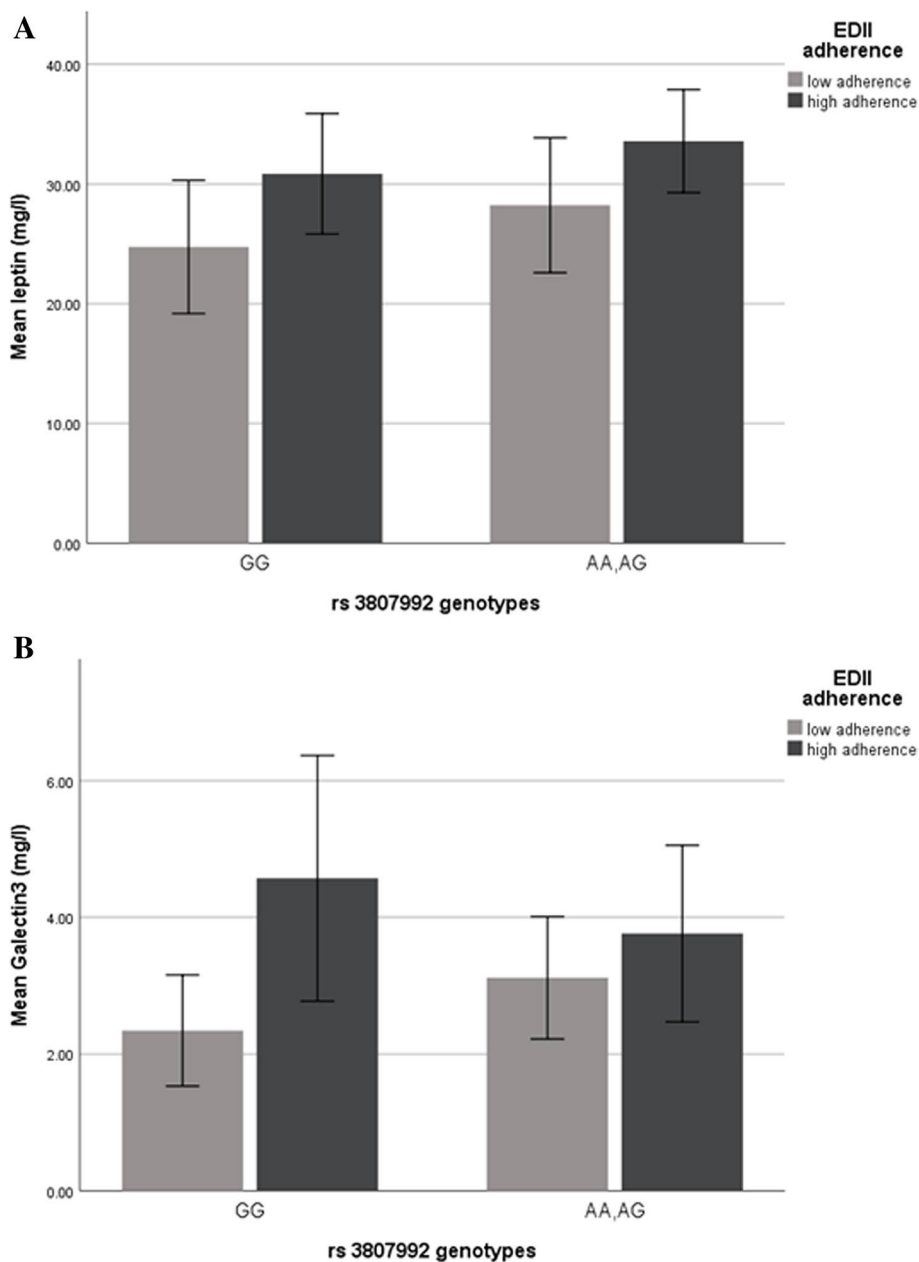 A
EDII
adherence
low adherence
high adherence
40.00
30.00
20.00
10.00
0.00
Mean leptin (mg/l)
GG
AA,AG
rs 3807992 genotypes
B
EDII
adherence
low adherence
high adherence
6.00
4.00
2.00
0.00
Mean Galectin3 (mg/l)
GG
AA,AG
rs 3807992 genotypes